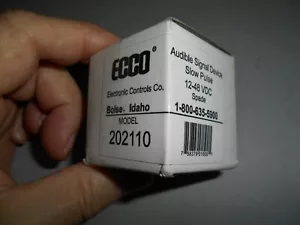 ECCO®
Electronic Controls Co.
Boise, Idaho
MODEL
202110
Audible Signal Device
Slow Pulse
12-48 VDC
Spade
1-800-635-5900